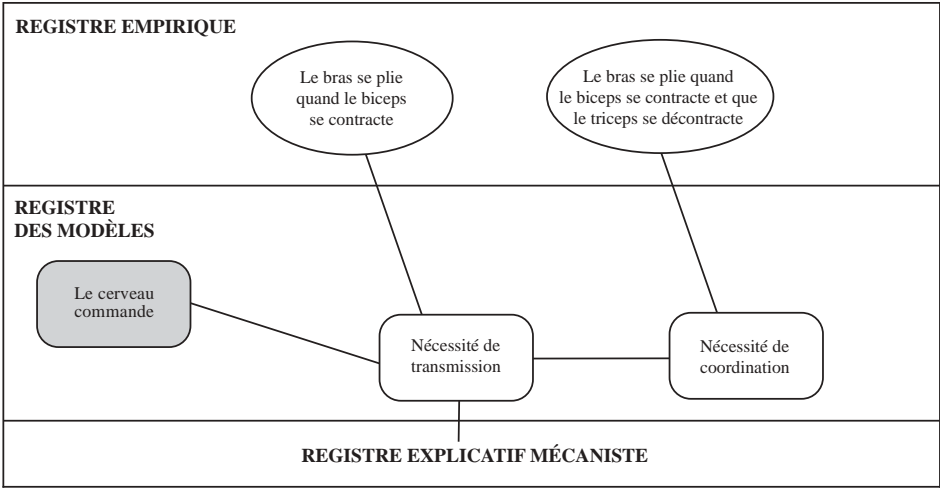 REGISTRE EMPIRIQUE
Le bras se plie
quand le biceps
se contracte
Le bras se plie quand
le biceps se contracte et que
le triceps se décontracte
REGISTRE
DES MODÈLES
Le cerveau
commande
Nécessité de
transmission
Nécessité de
coordination
REGISTRE EXPLICATIF MÉCANISTE